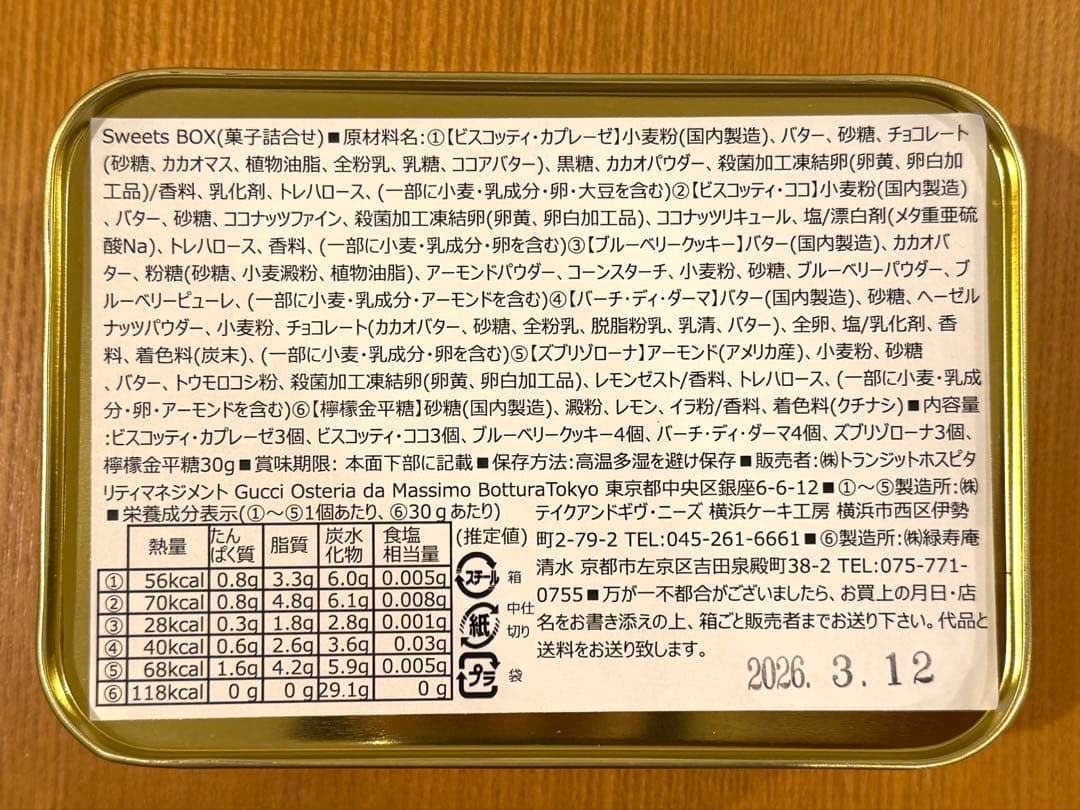 Sweets BOX(菓子詰合せ)■原材料名:①【ビスコッティ・カプレーゼ】小麦粉(国内製造)、バター、砂糖、チョコレート
(砂糖、カカオマス、植物油脂、全粉乳、乳糖、ココアバター)、黒糖、カカオパウダー、殺菌加工凍結卵(卵黄、卵白加
工品)/香料、乳化剤、トレハロース、(一部に小麦・乳成分・卵・大豆を含む)②【ビスコッティ・ココ】小麦粉(国内製造)
、バター、砂糖、ココナッツファイン、殺菌加工凍結卵(卵黄、卵白加工品)、ココナッツリキュール、塩/漂白剤(メタ重亜硫
酸Na)、トレハロース、香料、(一部に小麦・乳成分・卵を含む)③【ブルーベリークッキー】バター(国内製造)、カカオバ
ター、粉糖(砂糖、小麦澱粉、植物油脂)、アーモンドパウダー、コーンスターチ、小麦粉、砂糖、ブルーベリーパウダー、ブ
ルーベリーピューレ、(一部に小麦・乳成分・アーモンドを含む)④【バーチ・ディ・ダーマ】バター(国内製造)、砂糖、ヘーゼル
ナッツパウダー、小麦粉、チョコレート(カカオバター、砂糖、全粉乳、脱脂粉乳、乳清、バター)、全卵、塩/乳化剤、香
料、着色料(炭末)、(一部に小麦・乳成分・卵を含む)⑤【ズブリゾローナ】アーモンド(アメリカ産)、小麦粉、砂糖
、バター、トウモロコシ粉、殺菌加工凍結卵(卵黄、卵白加工品)、レモンゼスト/香料、トレハロース、(一部に小麦・乳成
分・卵・アーモンドを含む)⑥【檸檬金平糖】砂糖(国内製造)、澱粉、レモン、イラ粉/香料、着色料(クチナシ)■内容量
:ビスコッティ・カプレーゼ3個、ビスコッティ・ココ3個、ブルーベリークッキー4個、バーチ・ディ・ダーマ4個、ズブリゾローナ3個、
檸檬金平糖30g■賞味期限: 本面下部に記載■保存方法:高温多湿を避け保存■販売者:㈱トランジットホスピタ
リティマネジメント Gucci Osteria da Massimo BotturaTokyo 東京都中央区銀座6-6-12■①〜⑤製造所:㈱
テイクアンドギヴ・ニーズ 横浜ケーキ工房 横浜市西区伊勢
町2-79-2 TEL:045-261-6661■⑥製造所:㈱緑寿庵
清水 京都市左京区吉田泉殿町38-2 TEL:075-771-
0755■万が一不都合がございましたら、お買上の月日・店
名をお書き添えの上、箱ごと販売者までお送り下さい。代品と
送料をお送り致します。
■栄養成分表示(①〜⑤1個あたり、⑥30gあたり)
(推定値)
熱量 たんぱく質 脂質 炭水化物 食塩相当量
① 56kcal 0.8g 3.3g 6.0g 0.005g
② 70kcal 0.8g 4.8g 6.1g 0.008g
③ 28kcal 0.3g 1.8g 2.8g 0.001g
④ 40kcal 0.6g 2.6g 3.6g 0.03g
⑤ 68kcal 1.6g 4.2g 5.9g 0.005g
⑥ 118kcal 0g 0g 29.1g 0g
スチール 箱
紙 中仕切り
プラ 袋
2026. 3. 12